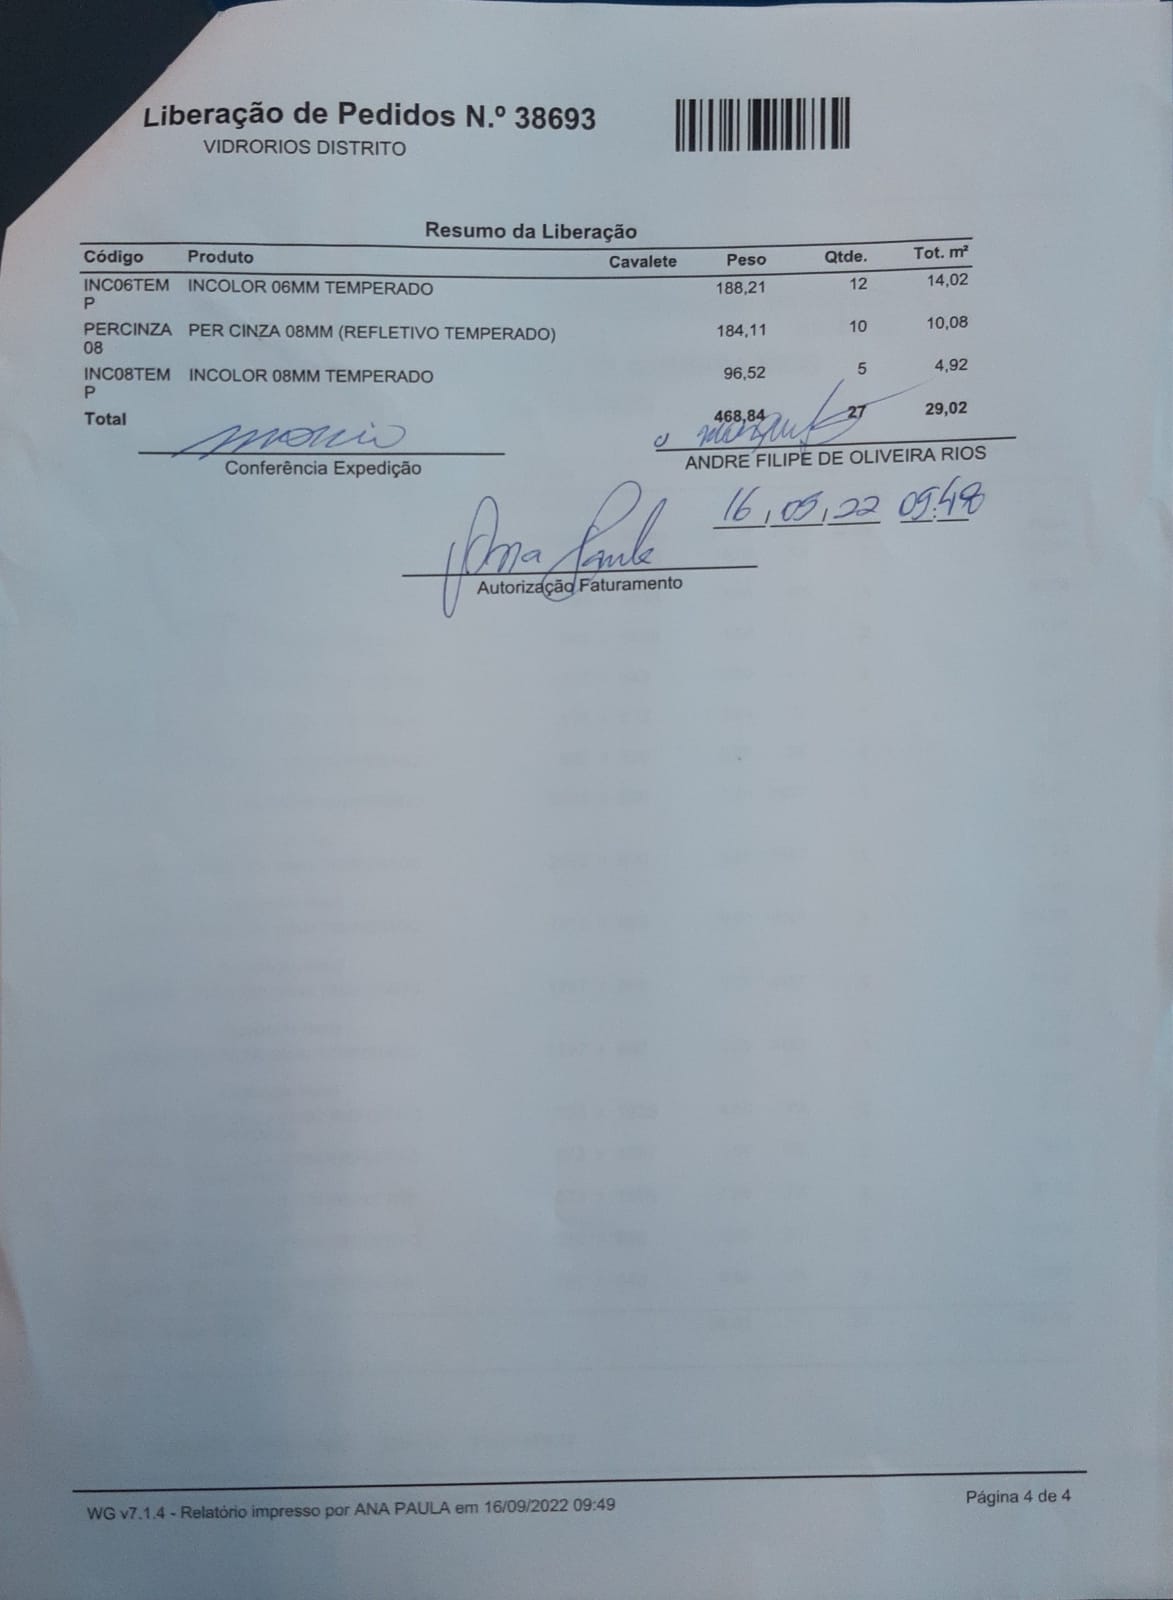 Liberação de Pedidos N.º 38693
VIDRORIOS DISTRITO
Resumo da Liberação
Código Produto Cavalete Peso Qtde. Tot. m²
INC06TEM INCOLOR 06MM TEMPERADO 188,21 12 14,02
P
PERCINZA PER CINZA 08MM (REFLETIVO TEMPERADO) 184,11 10 10,08
08
INC08TEM INCOLOR 08MM TEMPERADO 96,52 5 4,92
P
Total 468,84 27 29,02
Conferência Expedição
ANDRE FILIPE DE OLIVEIRA RIOS
16,09,22 09:48
Ana Paula
Autorização Faturamento
WG v7.1.4 - Relatório impresso por ANA PAULA em 16/09/2022 09:49
Página 4 de 4